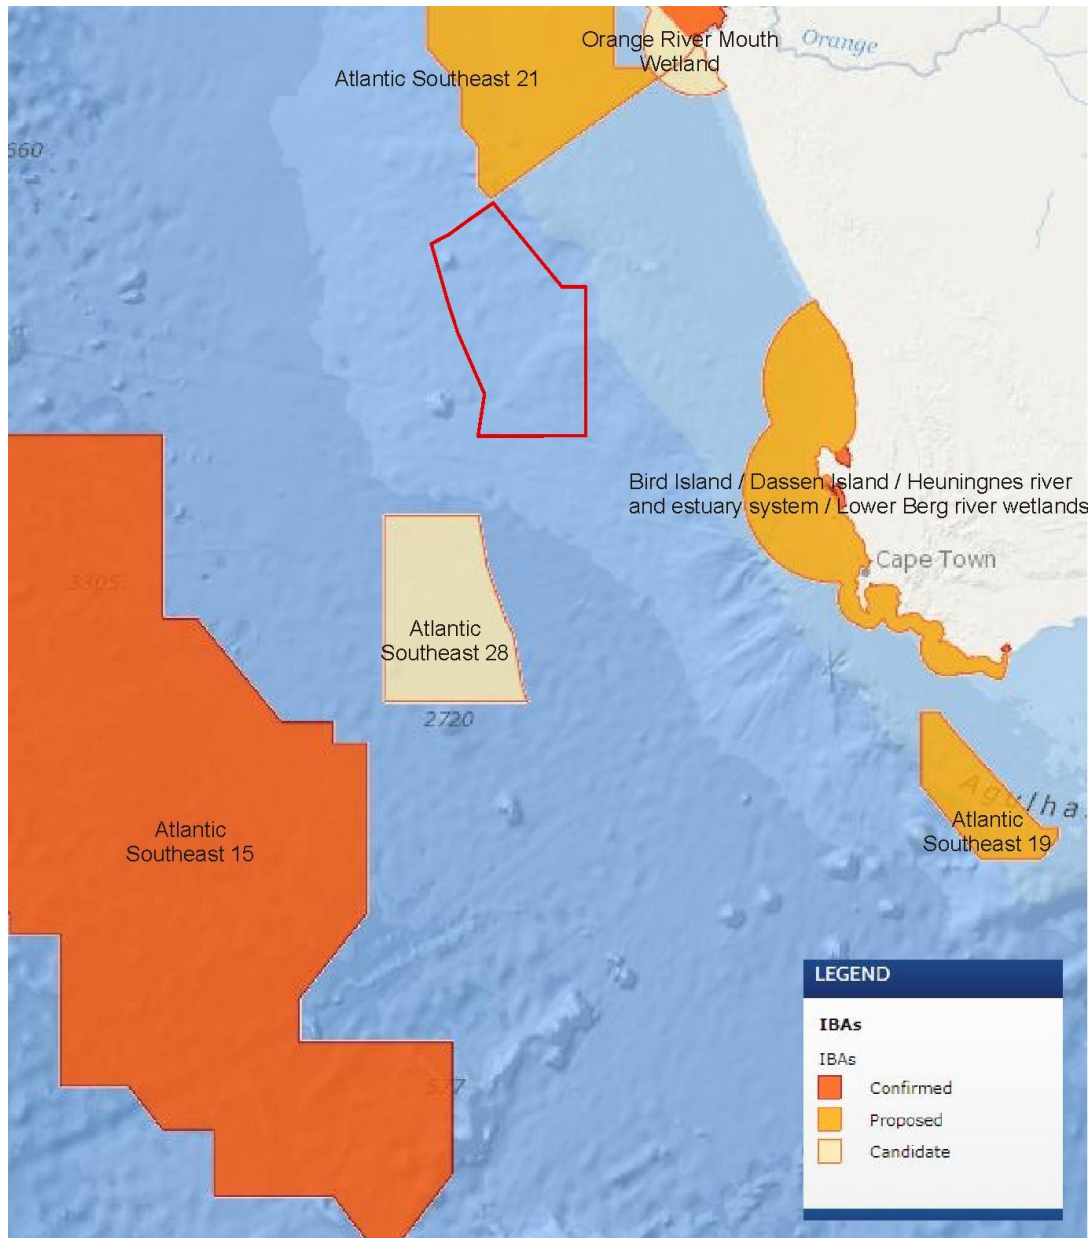 Orange River Mouth
Wetland
Orange
Atlantic Southeast 21
660
Bird Island / Dassen Island / Heuningnes river
and estuary system / Lower Berg river wetlands
Cape Town
3305
Atlantic
Southeast 28
2720
Agulha
Atlantic
Southeast 19
Atlantic
Southeast 15
577
LEGEND
IBAs
IBAs
Confirmed
Proposed
Candidate